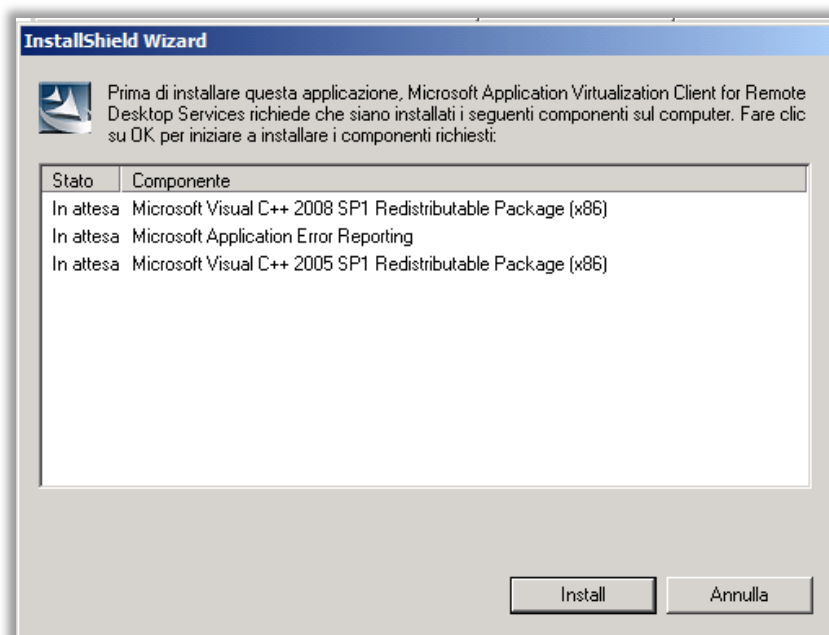 InstallShield Wizard
Prima di installare questa applicazione, Microsoft Application Virtualization Client for Remote
Desktop Services richiede che siano installati i seguenti componenti sul computer. Fare clic
su OK per iniziare a installare i componenti richiesti:
Stato Componente
In attesa Microsoft Visual C++ 2008 SP1 Redistributable Package (x86)
In attesa Microsoft Application Error Reporting
In attesa Microsoft Visual C++ 2005 SP1 Redistributable Package (x86)
Install Annulla